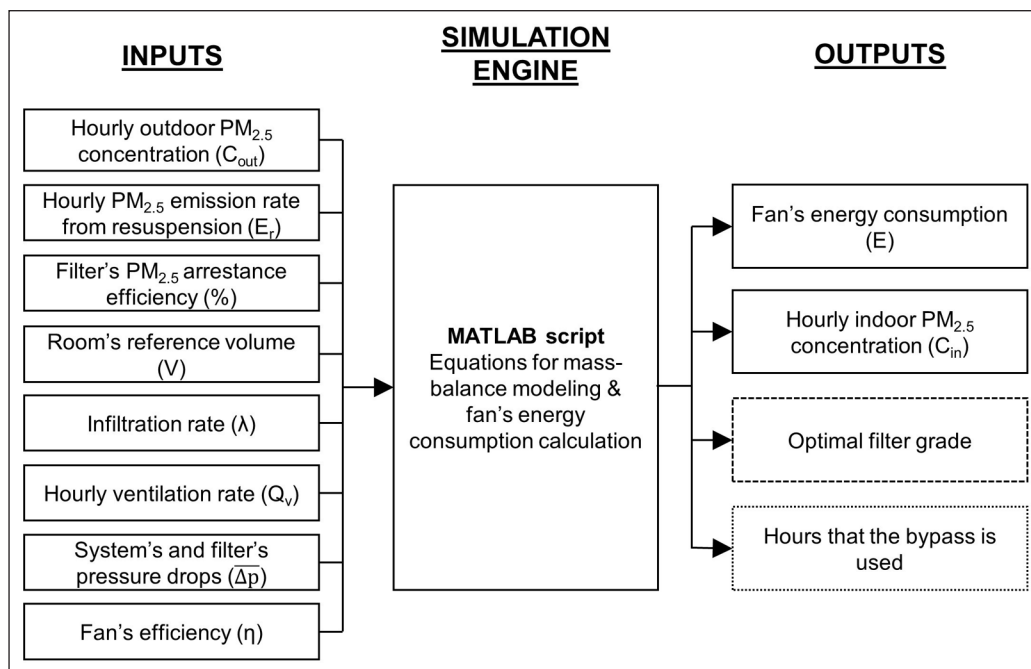 INPUTS
Hourly outdoor PM2.5
concentration (Cout)
Hourly PM2.5 emission rate
from resuspension (Er)
Filter's PM2.5 arrestance
efficiency (%)
Room's reference volume
(V)
Infiltration rate (λ)
Hourly ventilation rate (Qv)
System's and filter's
pressure drops (Δp̅)
Fan's efficiency (η)
SIMULATION
ENGINE
MATLAB script
Equations for mass-
balance modeling &
fan's energy
consumption calculation
OUTPUTS
Fan's energy consumption
(E)
Hourly indoor PM2.5
concentration (Cin)
Optimal filter grade
Hours that the bypass is
used